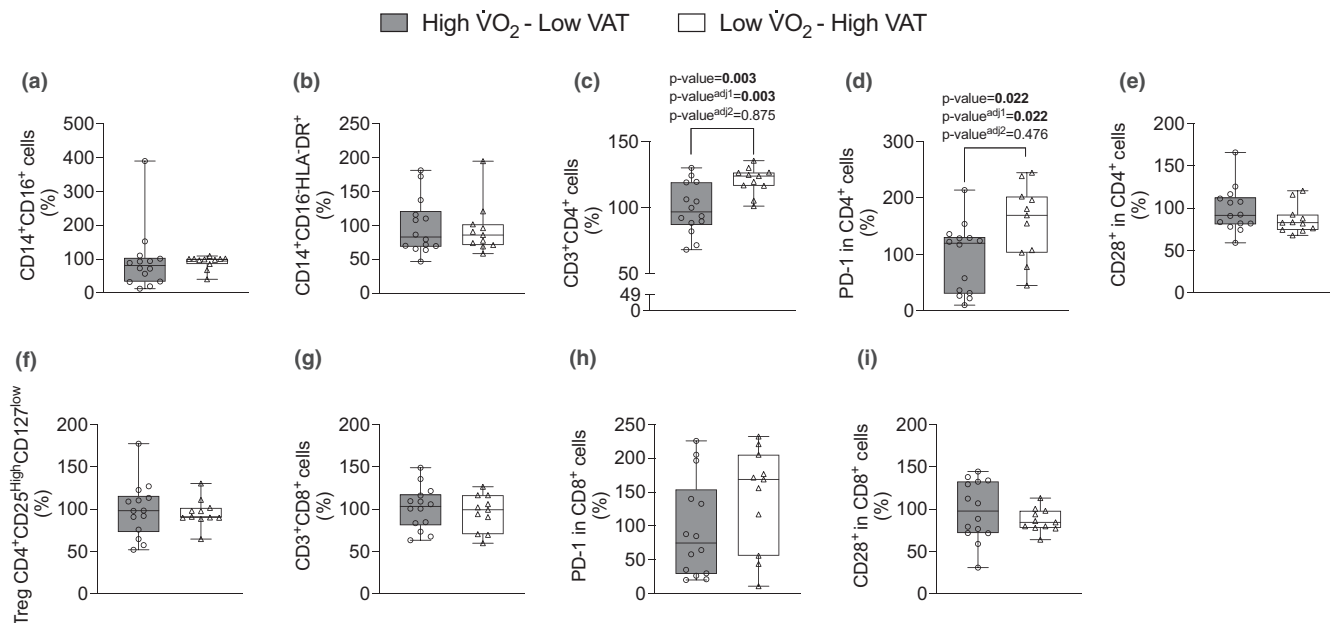 High V̇O₂ - Low VAT
Low V̇O₂ - High VAT
(a)
CD14⁺CD16⁺ cells
(%)
500
400
300
200
100
0
(b)
CD14⁺CD16⁻HLA⁻DR⁺
(%)
250
200
150
100
50
0
(c)
p-value=0.003
p-valueᵃᵈʲ¹=0.003
p-valueᵃᵈʲ²=0.875
CD3⁺CD4⁺ cells
(%)
150
100
50
49
0
(d)
p-value=0.022
p-valueᵃᵈʲ¹=0.022
p-valueᵃᵈʲ²=0.476
PD-1 in CD4⁺ cells
(%)
300
200
100
0
(e)
CD28⁺ in CD4⁺ cells
(%)
200
150
100
50
0
(f)
Treg CD4⁺CD25ᴴⁱᵍʰCD127ˡᵒʷ
(%)
200
150
100
50
0
(g)
CD3⁺CD8⁺ cells
(%)
200
150
100
50
0
(h)
PD-1 in CD8⁺ cells
(%)
250
200
150
100
50
0
(i)
CD28⁺ in CD8⁺ cells
(%)
200
150
100
50
0